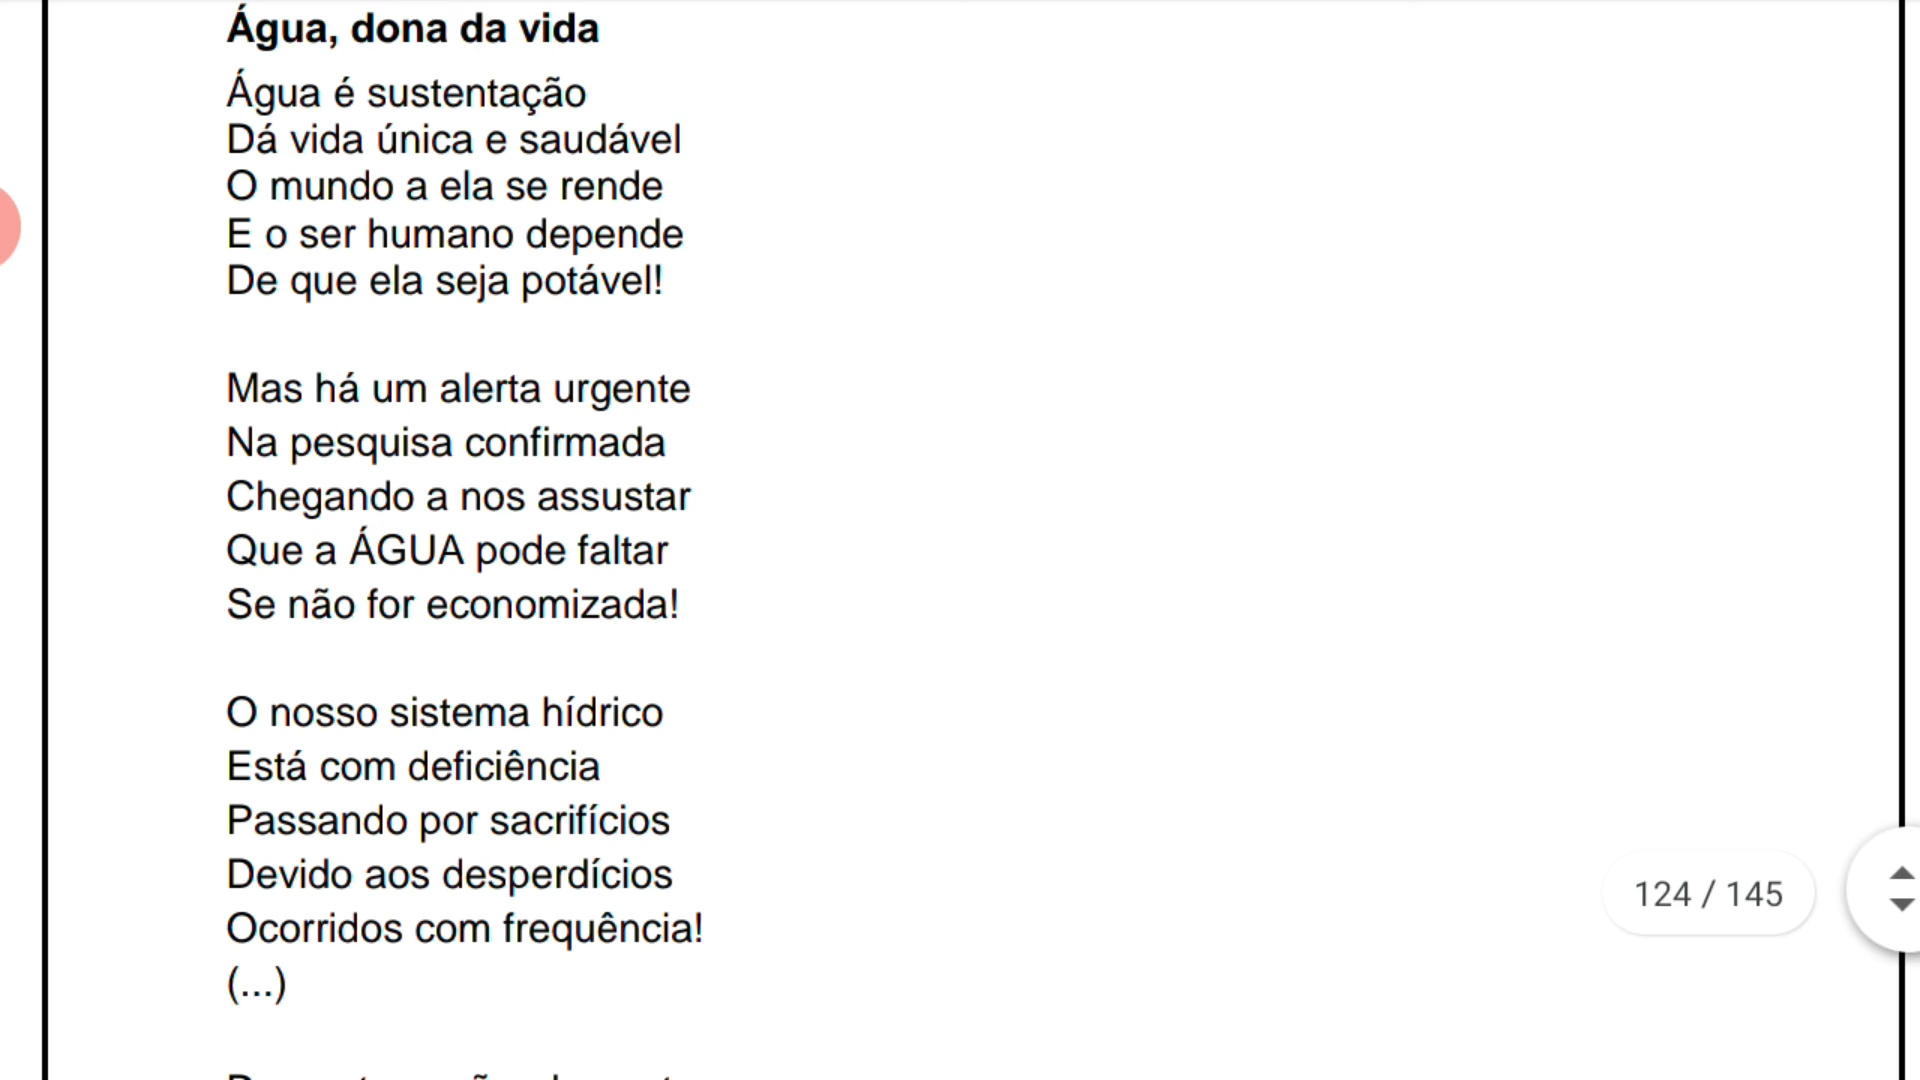 Água, dona da vida
Água é sustentação
Dá vida única e saudável
O mundo a ela se rende
E o ser humano depende
De que ela seja potável!
Mas há um alerta urgente
Na pesquisa confirmada
Chegando a nos assustar
Que a ÁGUA pode faltar
Se não for economizada!
O nosso sistema hídrico
Está com deficiência
Passando por sacrifícios
Devido aos desperdícios
Ocorridos com frequência!
(...)
124 / 145